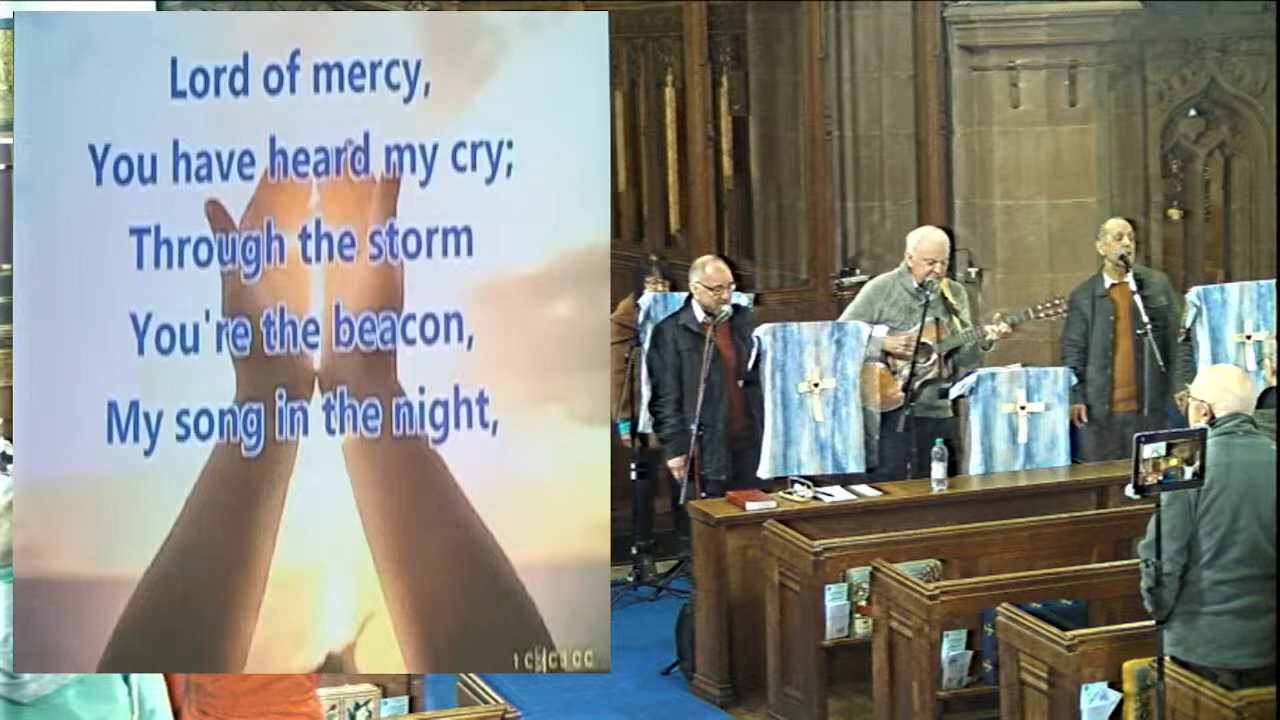 Lord of mercy,
You have heard my cry;
Through the storm
You're the beacon,
My song in the night,